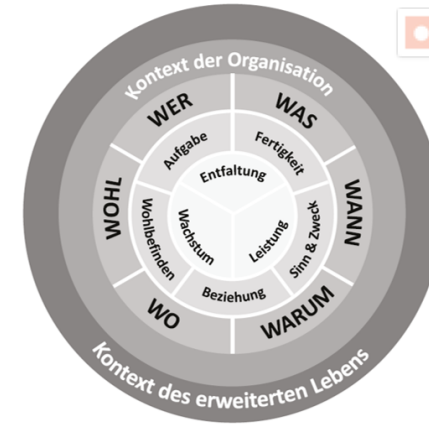 Kontext der Organisation
WER
WAS
WANN
WARUM
WO
WOHL
Aufgabe
Fertigkeit
Sinn & Zweck
Beziehung
Wohlbefinden
Entfaltung
Leistung
Wachstum
Kontext des erweiterten Lebens